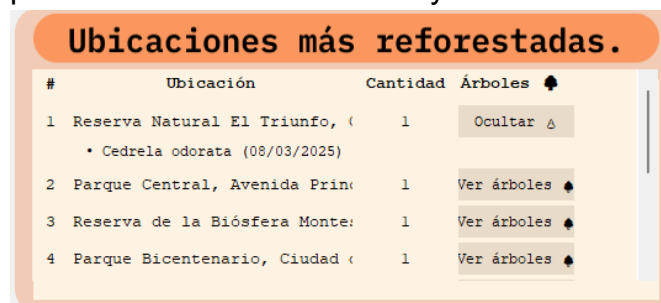 Ubicaciones más reforestadas.
# Ubicación Cantidad Árboles
1 Reserva Natural El Triunfo, 1 Ocultar
• Cedrela odorata (08/03/2025)
2 Parque Central, Avenida Princ 1 Ver árboles
3 Reserva de la Biósfera Montes 1 Ver árboles
4 Parque Bicentenario, Ciudad 1 Ver árboles